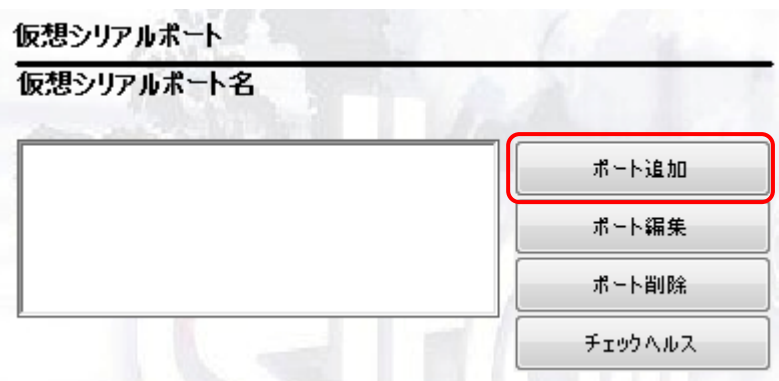 仮想シリアルポート
仮想シリアルポート名
ポート追加
ポート編集
ポート削除
チェックヘルス